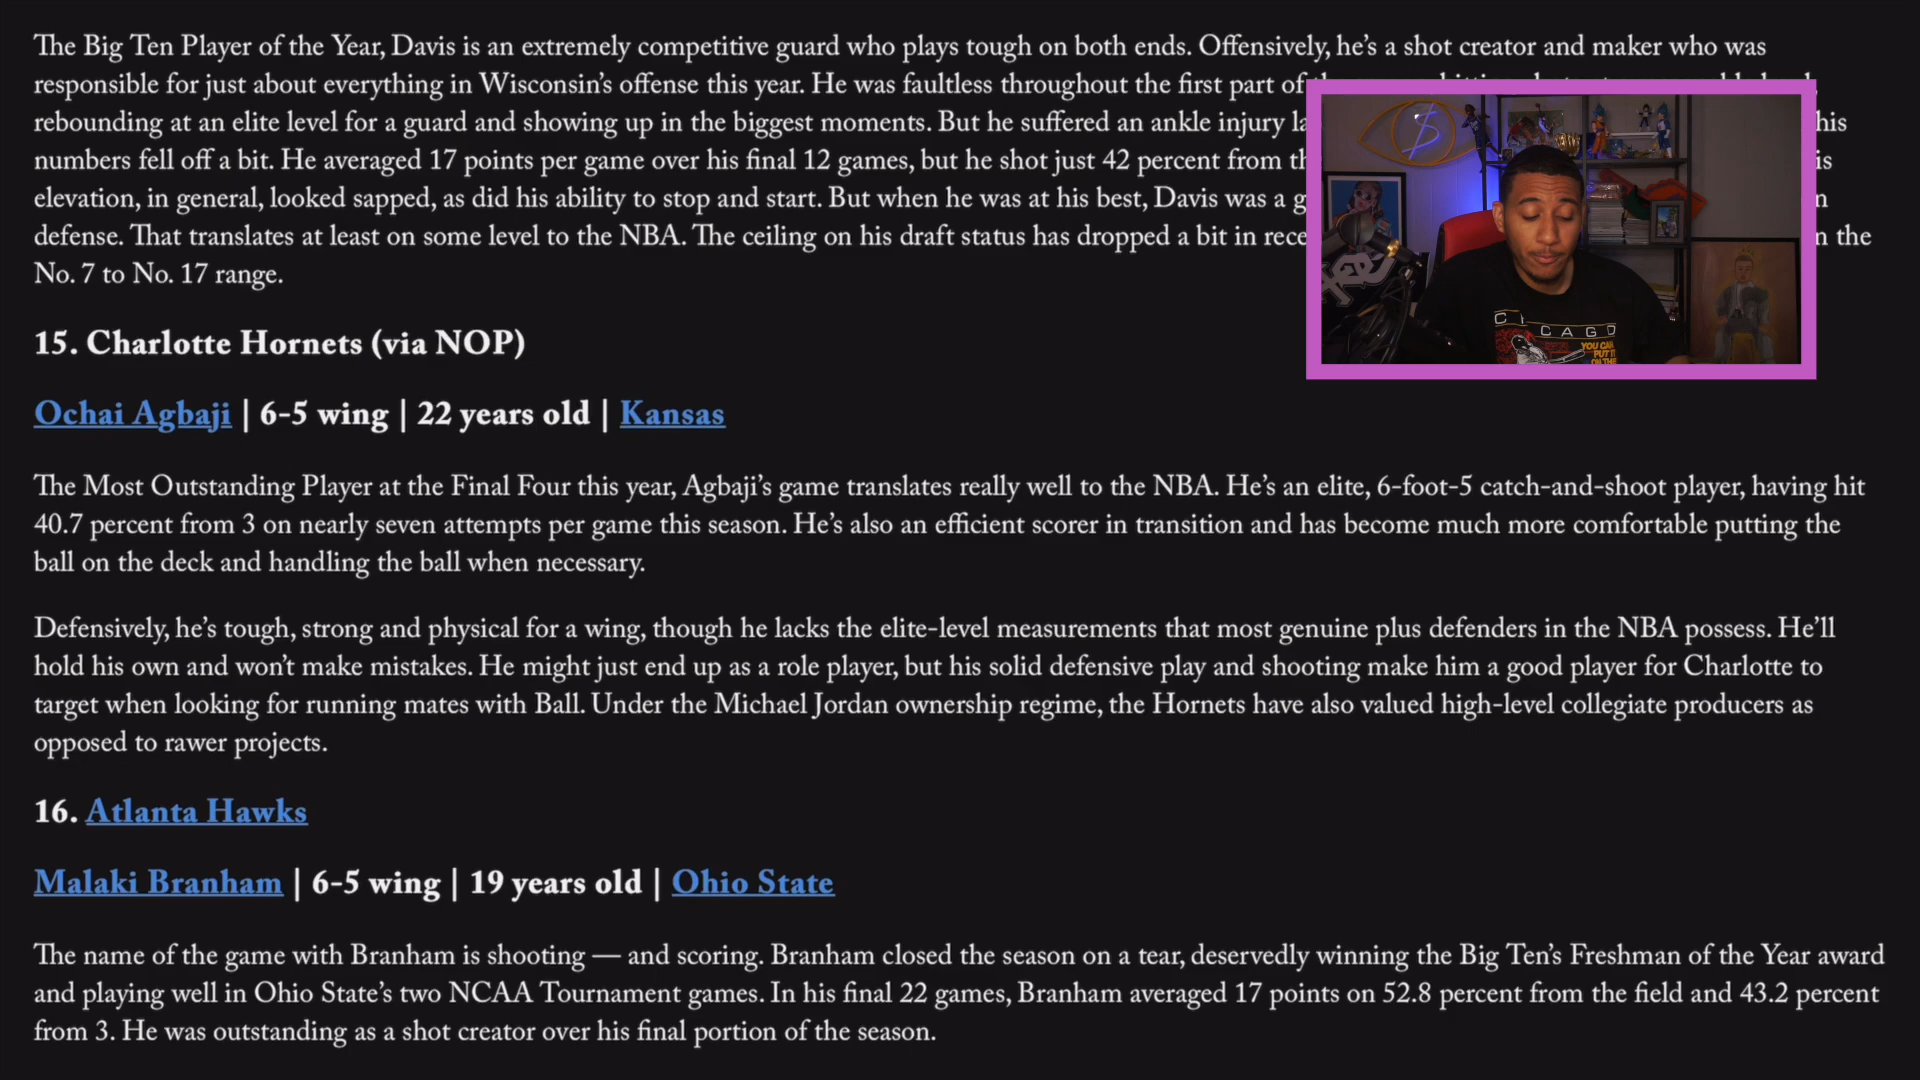 The Big Ten Player of the Year, Davis is an extremely competitive guard who plays tough on both ends. Offensively, he's a shot creator and maker who was
responsible for just about everything in Wisconsin's offense this year. He was faultless throughout the first part of
rebounding at an elite level for a guard and showing up in the biggest moments. But he suffered an ankle injury his
numbers fell off a bit. He averaged 17 points per game over his final 12 games, but he shot just 42 percent from
elevation, in general, looked sapped, as did his ability to stop and start. But when he was at his best, Davis was a
defense. That translates at least on some level to the NBA. The ceiling on his draft status has dropped a bit in the
No. 7 to No. 17 range.
15. Charlotte Hornets (via NOP)
Ochai Agbaji | 6-5 wing | 22 years old | Kansas
The Most Outstanding Player at the Final Four this year, Agbaji's game translates really well to the NBA. He's an elite, 6-foot-5 catch-and-shoot player, having hit
40.7 percent from 3 on nearly seven attempts per game this season. He's also an efficient scorer in transition and has become much more comfortable putting the
ball on the deck and handling the ball when necessary.
Defensively, he's tough, strong and physical for a wing, though he lacks the elite-level measurements that most genuine plus defenders in the NBA possess. He'll
hold his own and won't make mistakes. He might just end up as a role player, but his solid defensive play and shooting make him a good player for Charlotte to
target when looking for running mates with Ball. Under the Michael Jordan ownership regime, the Hornets have also valued high-level collegiate producers as
opposed to rawer projects.
16. Atlanta Hawks
Malaki Branham | 6-5 wing | 19 years old | Ohio State
The name of the game with Branham is shooting — and scoring. Branham closed the season on a tear, deservedly winning the Big Ten's Freshman of the Year award
and playing well in Ohio State's two NCAA Tournament games. In his final 22 games, Branham averaged 17 points on 52.8 percent from the field and 43.2 percent
from 3. He was outstanding as a shot creator over his final portion of the season.
CHICAGO
YOU CAN
PUT IT
ON THE